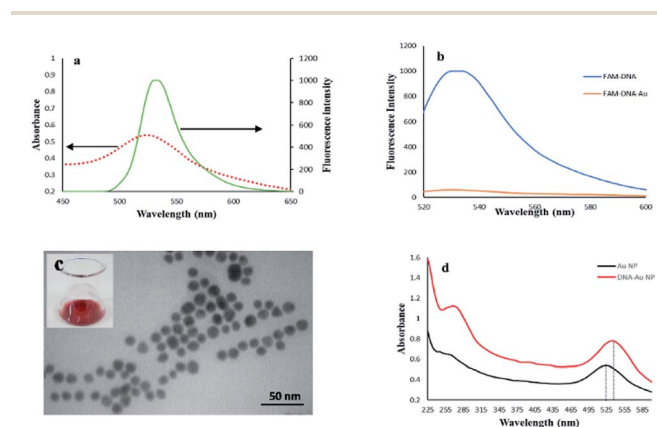 a
Absorbance
1
0.9
0.8
0.7
0.6
0.5
0.4
0.3
0.2
1200
1000
800
600
400
200
0
Fluorescence intensity
450 500 550 600 650
Wavelength (nm)
b
Fluorescence Intensity
1200
1000
800
600
400
200
0
FAM-DNA
FAM-DNA-Au
520 540 560 580 600
Wavelength (nm)
c
50 nm
d
Absorbance
1.6
1.4
1.2
1
0.8
0.6
0.4
0.2
Au NP
DNA-Au NP
225 255 285 315 345 375 405 435 465 495 525 555 585
Wavelength (nm)